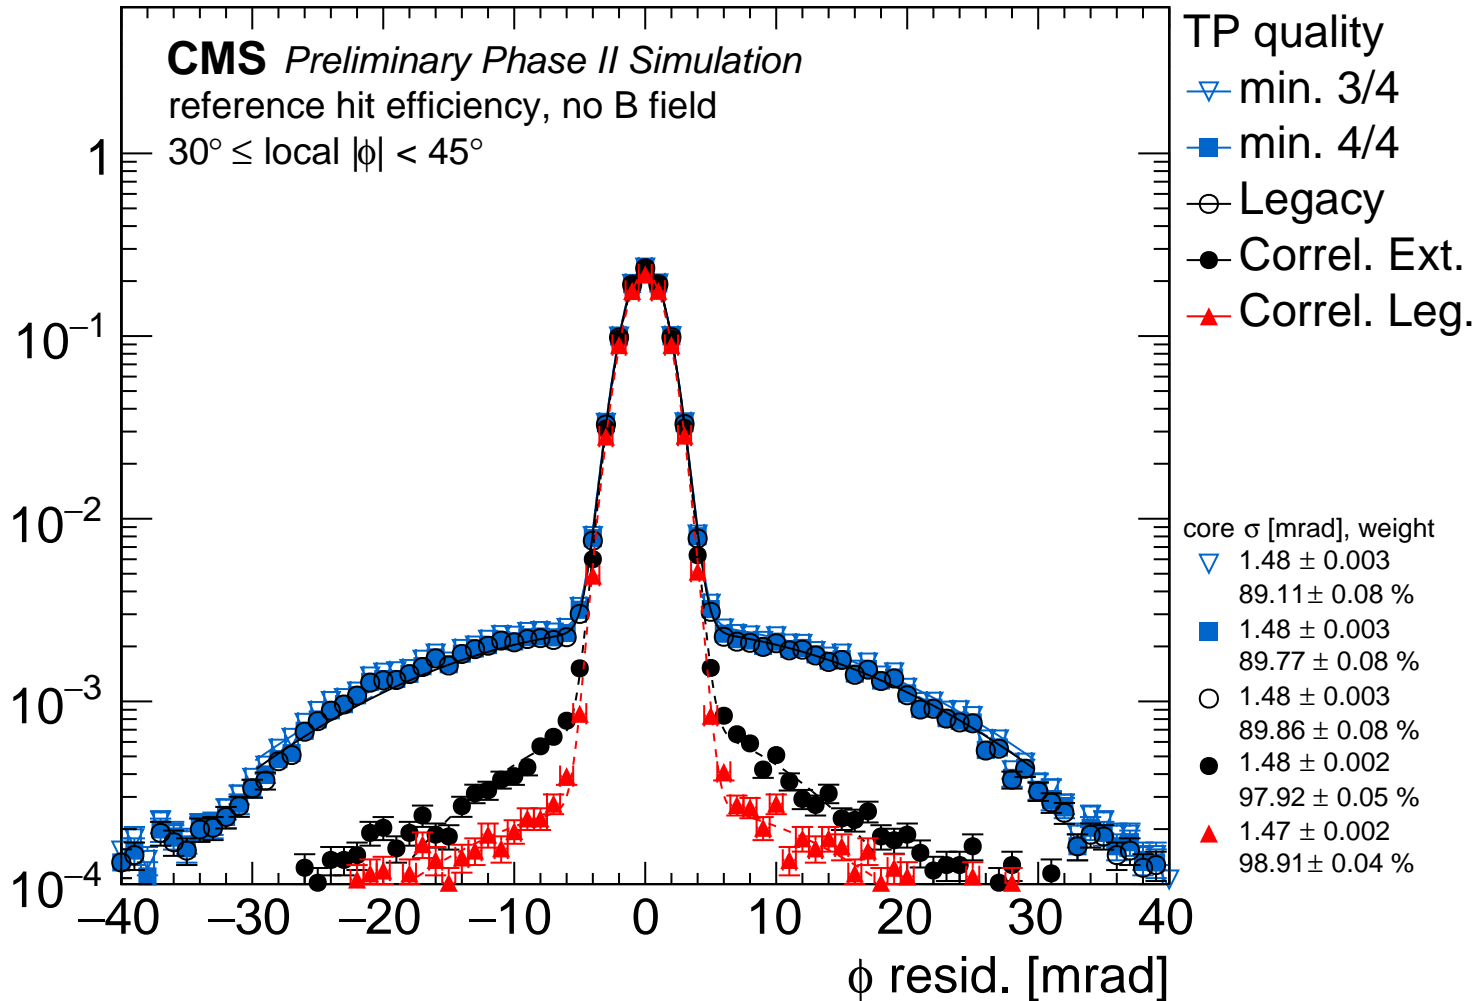 CMS Preliminary Phase II Simulation
reference hit efficiency, no B field
30° ≤ local |ϕ| < 45°
1
10⁻¹
10⁻²
10⁻³
10⁻⁴
−40 −30 −20 −10 0 10 20 30 40
ϕ resid. [mrad]
TP quality
min. 3/4
min. 4/4
Legacy
Correl. Ext.
Correl. Leg.
core σ [mrad], weight
1.48 ± 0.003
89.11 ± 0.08 %
1.48 ± 0.003
89.77 ± 0.08 %
1.48 ± 0.003
89.86 ± 0.08 %
1.48 ± 0.002
97.92 ± 0.05 %
1.47 ± 0.002
98.91 ± 0.04 %